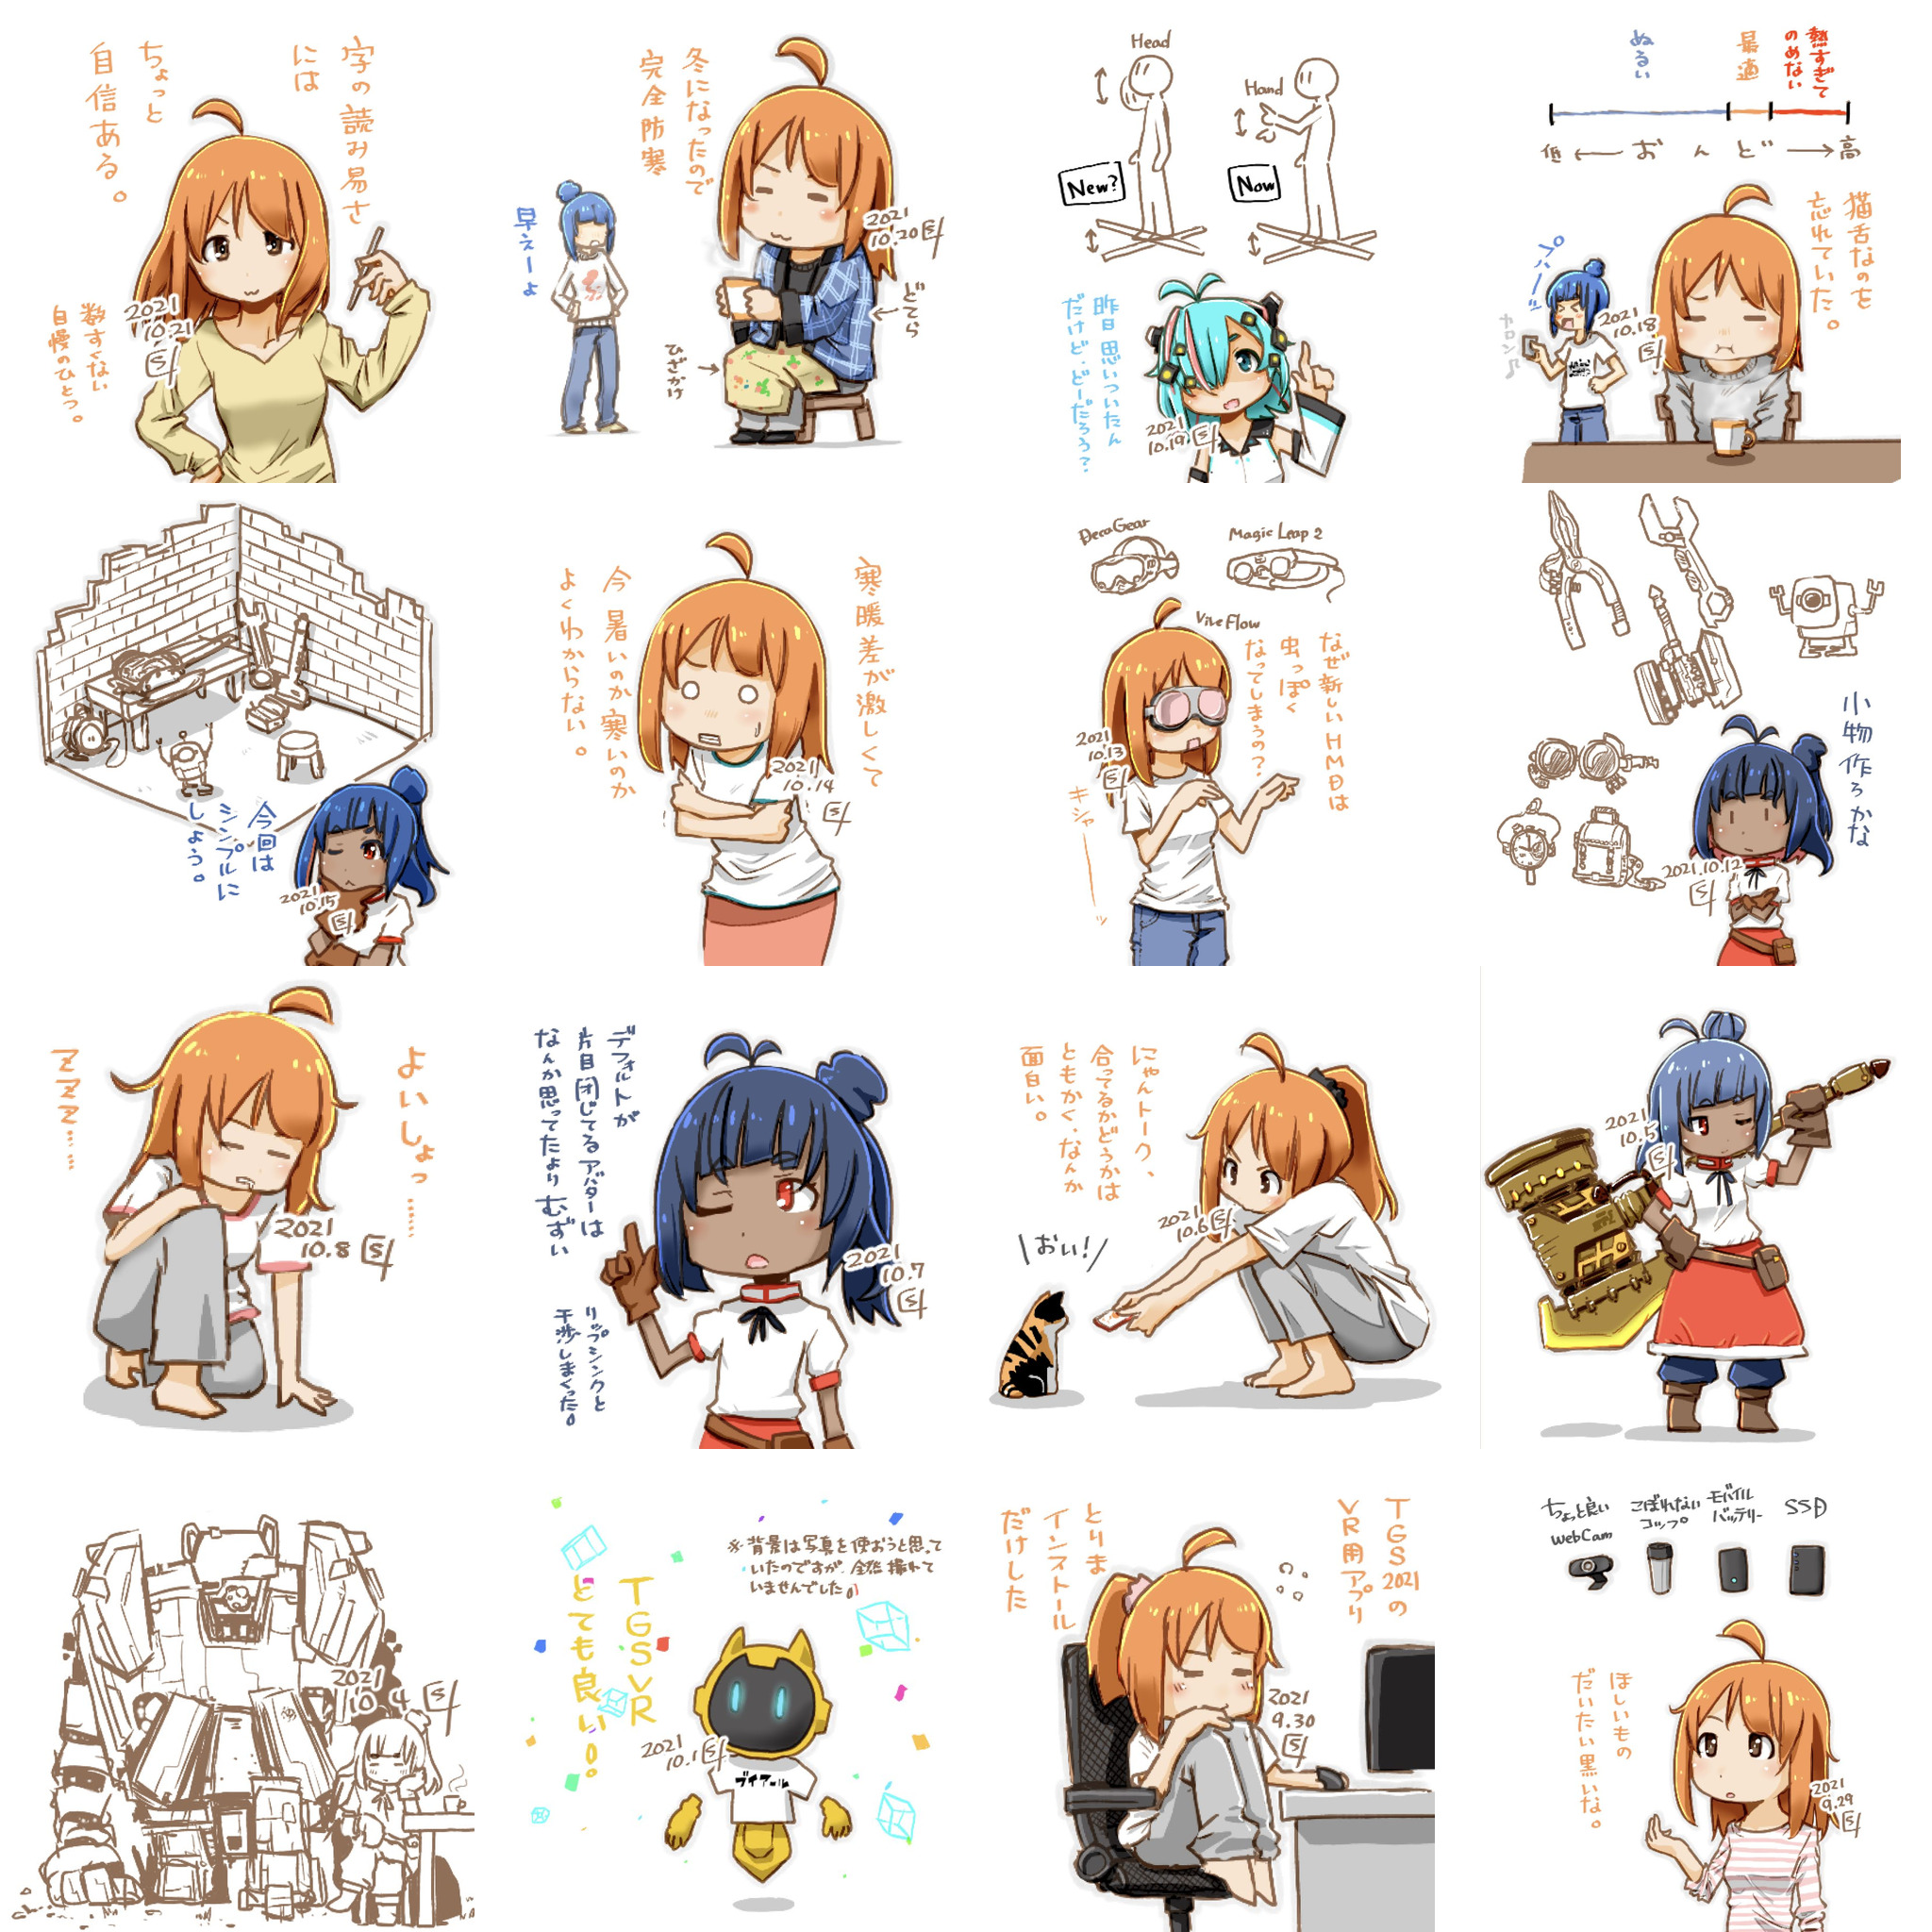 字の読み易さ
には
ちょっと
自信ある。
2021
10.21
数すくない
自慢のひとつ。
冬になったので
完全防寒
早えーよ
2021
10.20
どてら
ひざかけ
Head
Hand
New?
Now
昨日思いついたん
だけど、どーだろう?
2021
10.19
熱すぎて
のめない
最適
ぬるい
低 ← おんど → 高
猫舌なのを
忘れていた。
プハーッ
カロン
2021
10.18
今回は
シンプルに
しよう。
2021
10.15
寒暖差が激しくて
今 暑いのか寒いのか
よくわからない。
2021
10.14
DecaGear
Magic Leap 2
Vive Flow
なぜ新しいHMDは
虫っぽく
なってしまうの?
2021
10.13
キシャーーッ
小物作ろかな
2021.10.12
よいしょっ……
ZZZZ……
2021
10.8
デフォルトが
片目閉じてるアバターは
なんか思ってたよりむずい
リップシンクと
干渉しまくった。
2021
10.7
にゃんトーク、
合ってるかどうかは
ともかく、なんか
面白い。
\おい!/
2021
10.6
2021
10.5
2021
10.4
※背景は写真を使おうと思って
いたのですが、全然撮れて
いませんでした。
TGSVR
とても良い。
2021
10.1
ブイアール
TGS2021の
VR用アプリ
とりま
インストール
だけした
2021
9.30
ちょっと良い
WebCam
こぼれない
コップ
モバイル
バッテリー
SSD
ほしいもの
だいたい黒いな。
2021
9.29